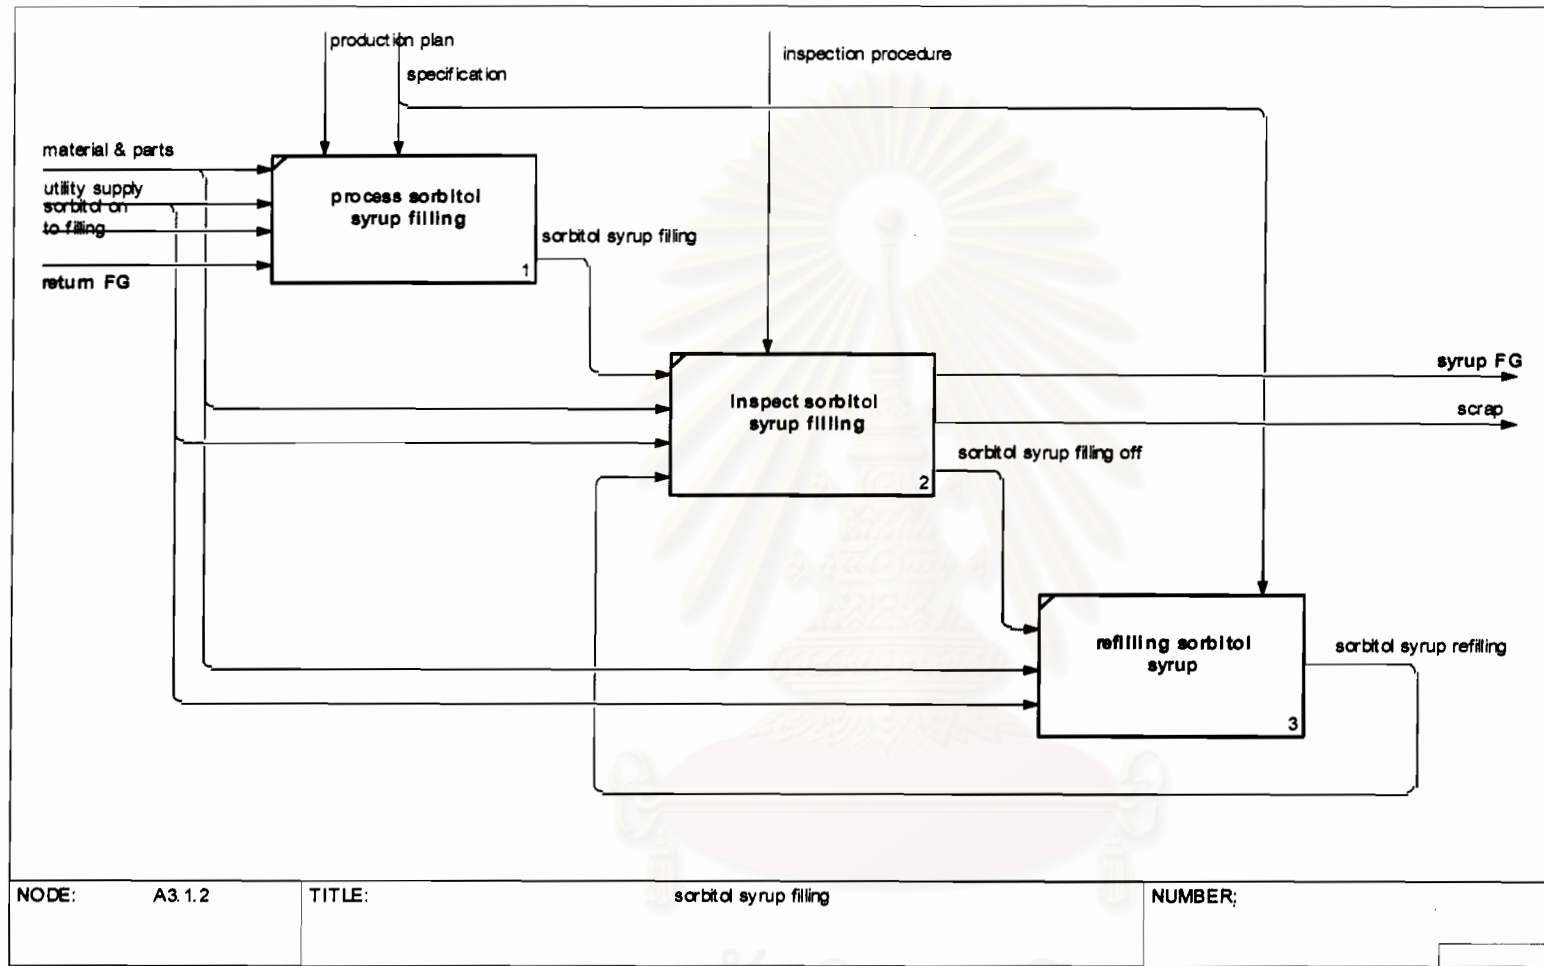 production plan
specification
inspection procedure
material & parts
utility supply
sorbitol on
to filling
return FG
process sorbitol
syrup filling
1
sorbitol syrup filling
Inspect sorbitol
syrup filling
2
syrup FG
scrap
sorbitol syrup filling off
refilling sorbitol
syrup
3
sorbitol syrup refilling
NODE: A3.1.2 TITLE: sorbitol syrup filling NUMBER: